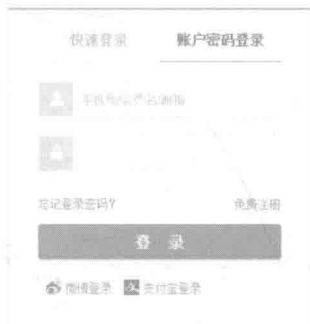 快速登录 账户密码登录
手机号/会员名/邮箱
忘记登录密码? 免费注册
登 录
微博登录 支付宝登录